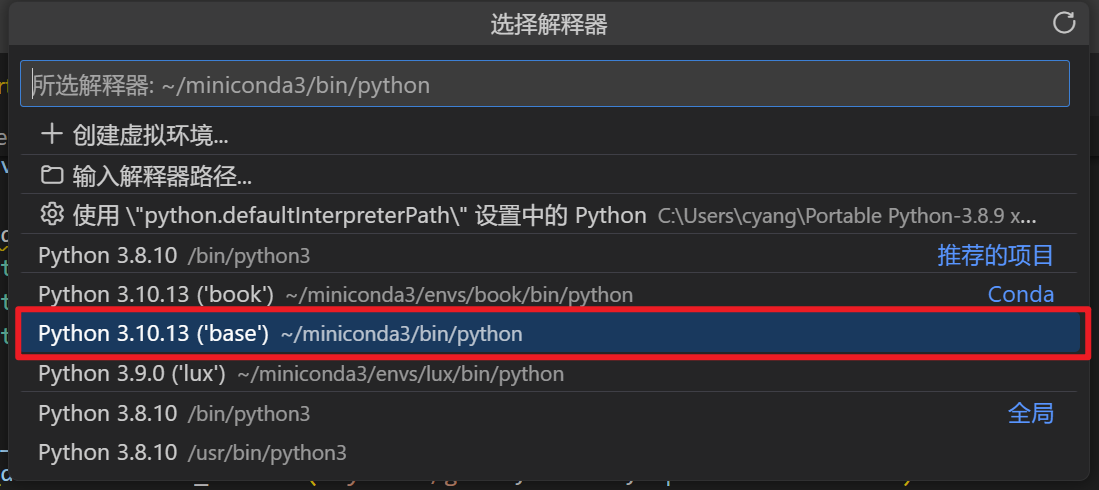 选择解释器
所选解释器: ~/miniconda3/bin/python
创建虚拟环境...
输入解释器路径...
使用 \"python.defaultInterpreterPath\" 设置中的 Python C:\Users\cyang\Portable Python-3.8.9 x...
Python 3.8.10 /bin/python3 推荐的项目
Python 3.10.13 ('book') ~/miniconda3/envs/book/bin/python Conda
Python 3.10.13 ('base') ~/miniconda3/bin/python
Python 3.9.0 ('lux') ~/miniconda3/envs/lux/bin/python
Python 3.8.10 /bin/python3 全局
Python 3.8.10 /usr/bin/python3